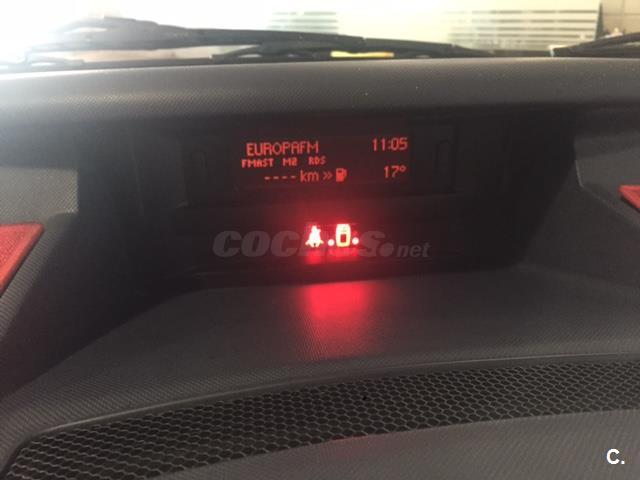 EUROPAFM 11:05
FMAST M2 RDS
---- km » 17°
COCHES.net
C.